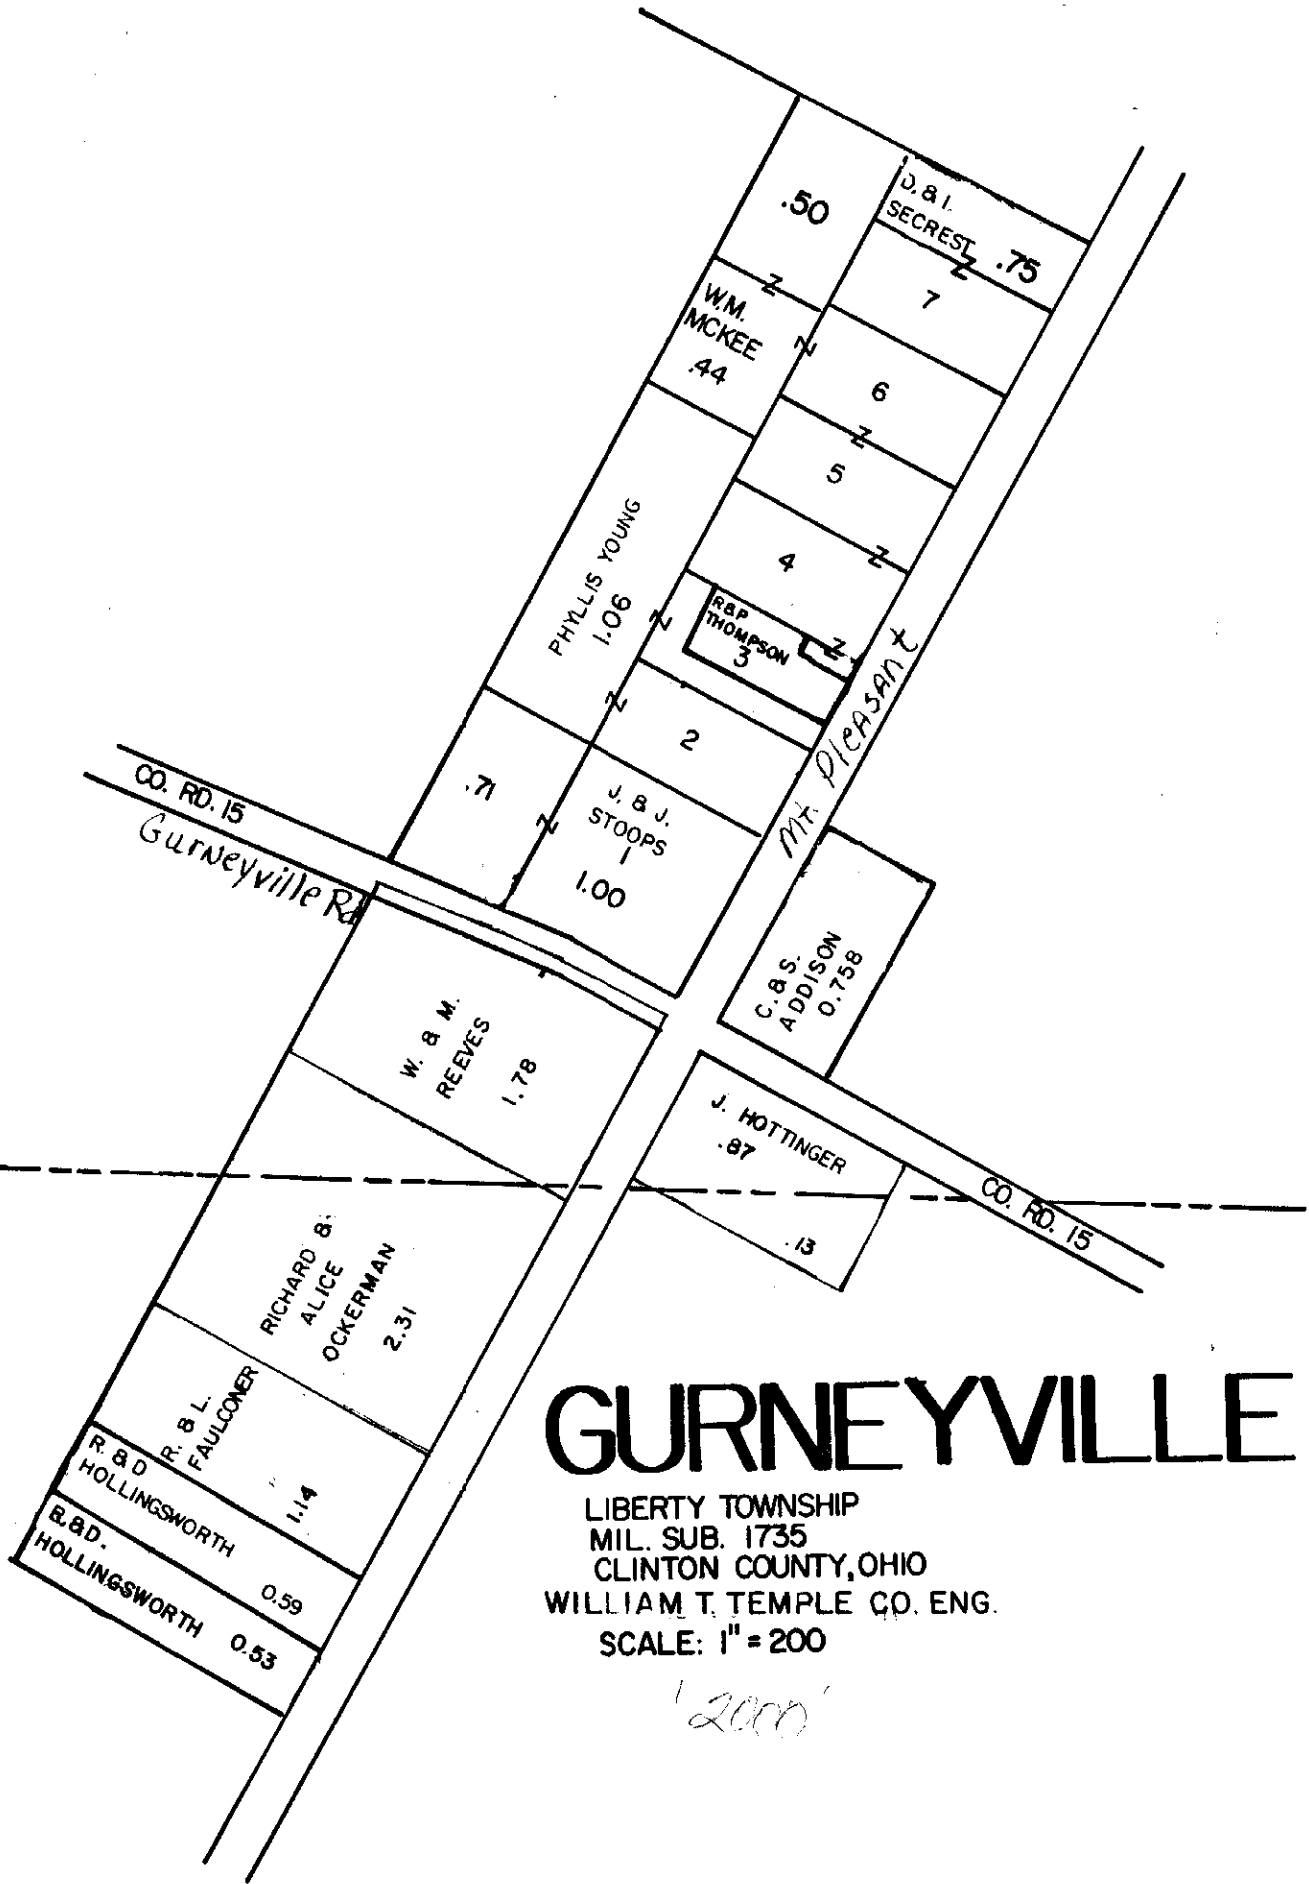 .50
D. & I.
SECREST .75
7
W.M.
MCKEE
.44
6
5
4
PHYLLIS YOUNG
1.06
R&P
THOMPSON
3
2
Mt. Pleasant
.71
J. & J.
STOOPS
1
1.00
CO. RD. 15
Gurneyville Rd
C. & S.
ADDISON
0.758
W. & M.
REEVES
1.78
J. HOTTINGER
.87
.13
CO. RD. 15
RICHARD &
ALICE
OCKERMAN
2.31
R. & L.
FAULCONER
1.14
R. & D
HOLLINGSWORTH
0.59
R.&D.
HOLLINGSWORTH 0.53
GURNEYVILLE
LIBERTY TOWNSHIP
MIL. SUB. 1735
CLINTON COUNTY, OHIO
WILLIAM T. TEMPLE CO. ENG.
SCALE: 1" = 200
'2000'